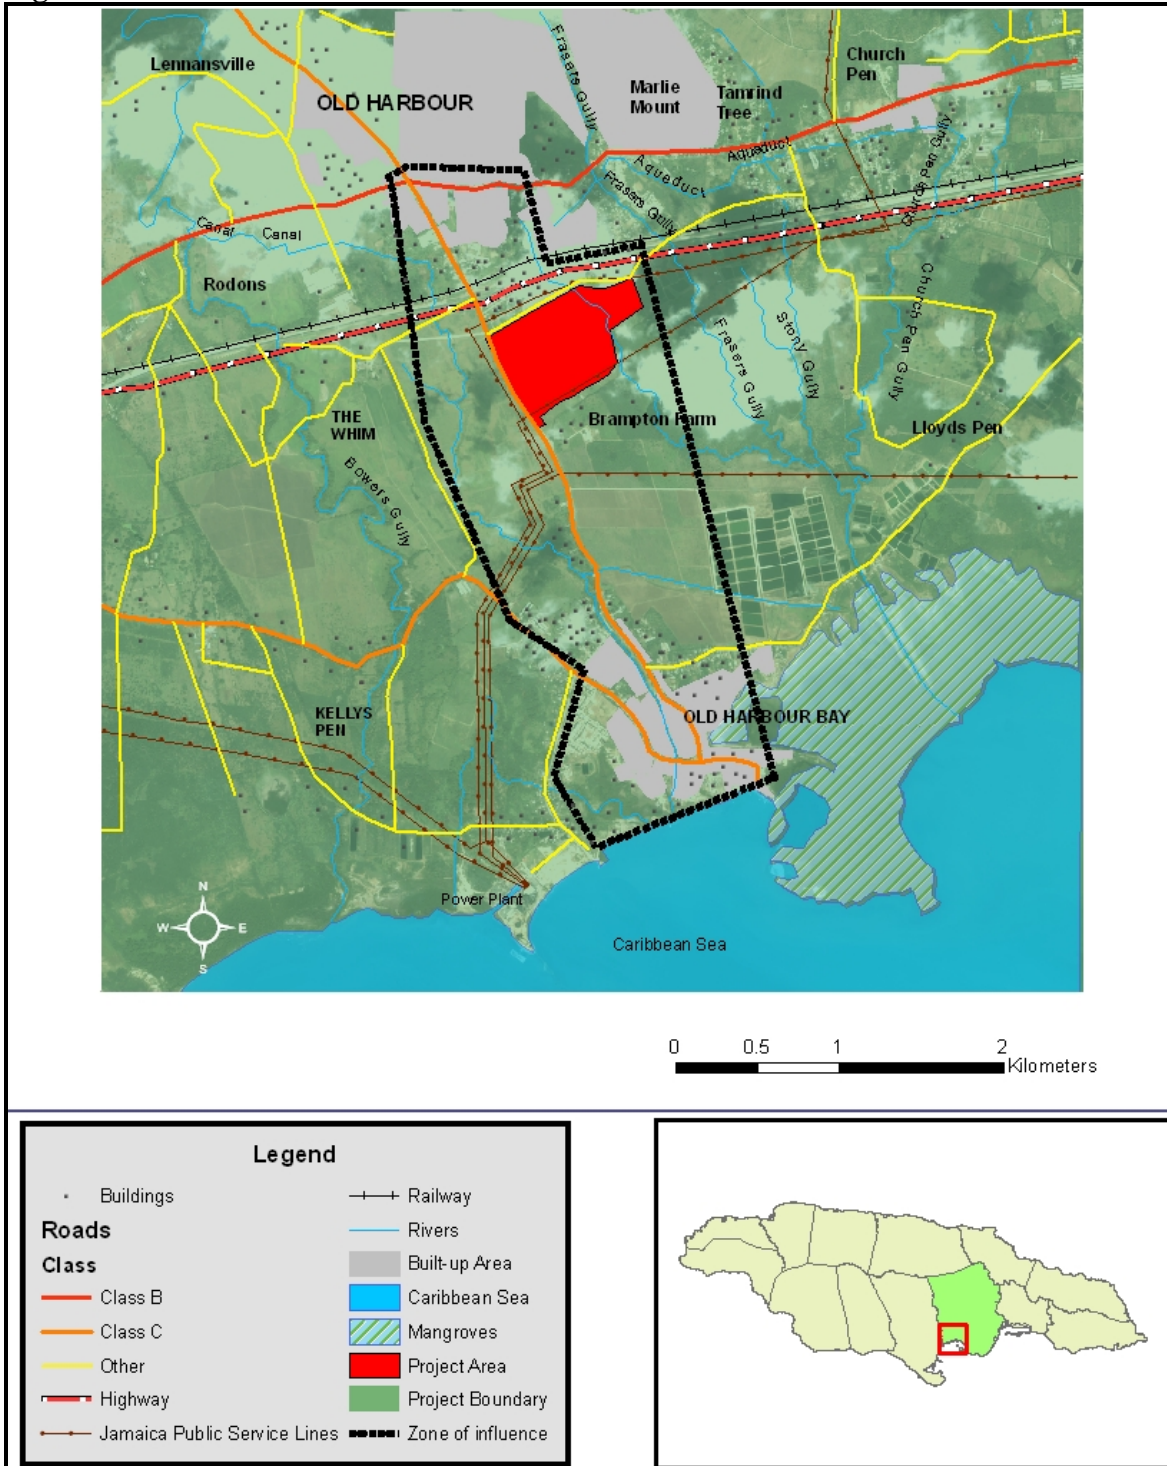 Lennansville
OLD HARBOUR
Frasers Gully
Marlie
Mount
Tamrind
Tree
Church
Pen
Aqueduct
Aqueduct
Frasers Gully
Church Pen Gully
Canal
Canal
Rodons
Church Pen Gully
Stony Gully
Frasers Gully
THE
WHIM
Brampton Farm
Lloyds Pen
Bowers Gully
KELLYS
PEN
OLD HARBOUR BAY
Power Plant
Caribbean Sea
N
W
E
S
0 0.5 1 2
Kilometers
Legend
Buildings
Roads
Class
Class B
Class C
Other
Highway
Jamaica Public Service Lines
Railway
Rivers
Built-up Area
Caribbean Sea
Mangroves
Project Area
Project Boundary
Zone of influence